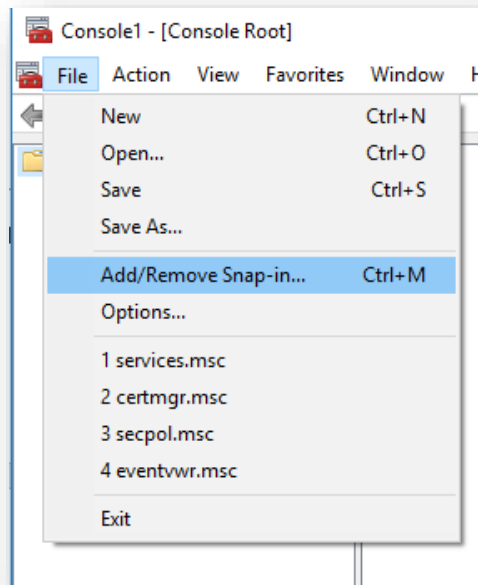 Console1 - [Console Root]
File Action View Favorites Window
New Ctrl+N
Open... Ctrl+O
Save Ctrl+S
Save As...
Add/Remove Snap-in... Ctrl+M
Options...
1 services.msc
2 certmgr.msc
3 secpol.msc
4 eventvwr.msc
Exit